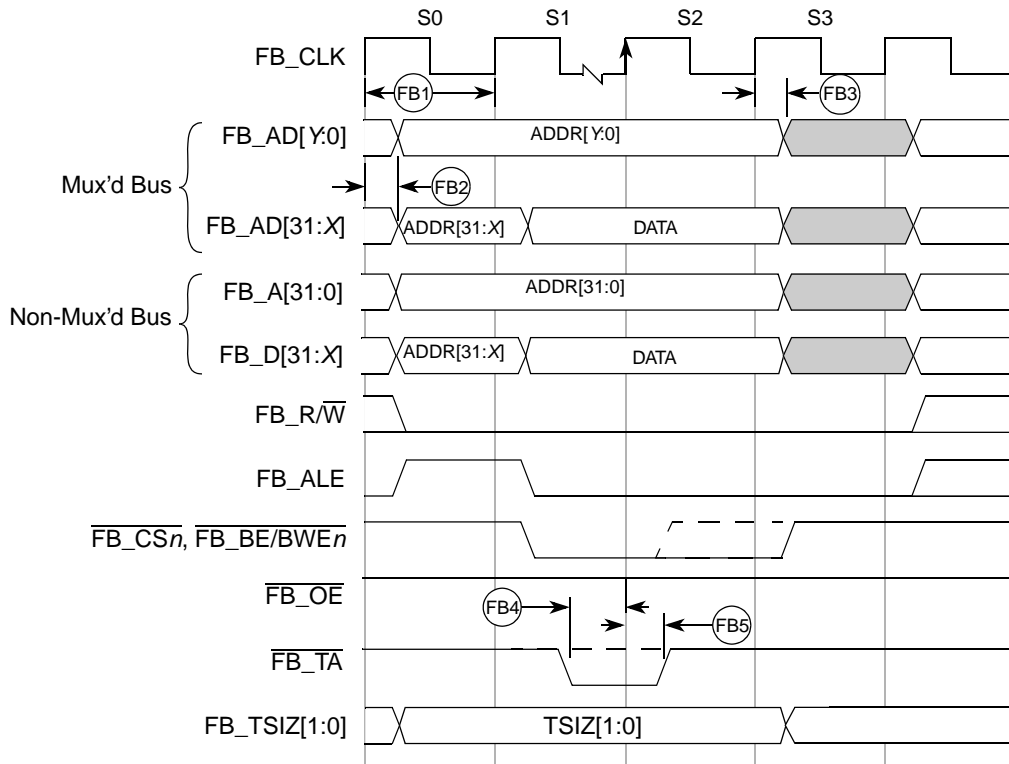 S0 S1 S2 S3
FB_CLK
FB1 FB3
Mux'd Bus
FB_AD[Y:0] ADDR[Y:0]
FB2
FB_AD[31:X] ADDR[31:X] DATA
Non-Mux'd Bus
FB_A[31:0] ADDR[31:0]
FB_D[31:X] ADDR[31:X] DATA
FB_R/W
FB_ALE
FB_CSn, FB_BE/BWEn
FB_OE
FB4 FB5
FB_TA
FB_TSIZ[1:0] TSIZ[1:0]